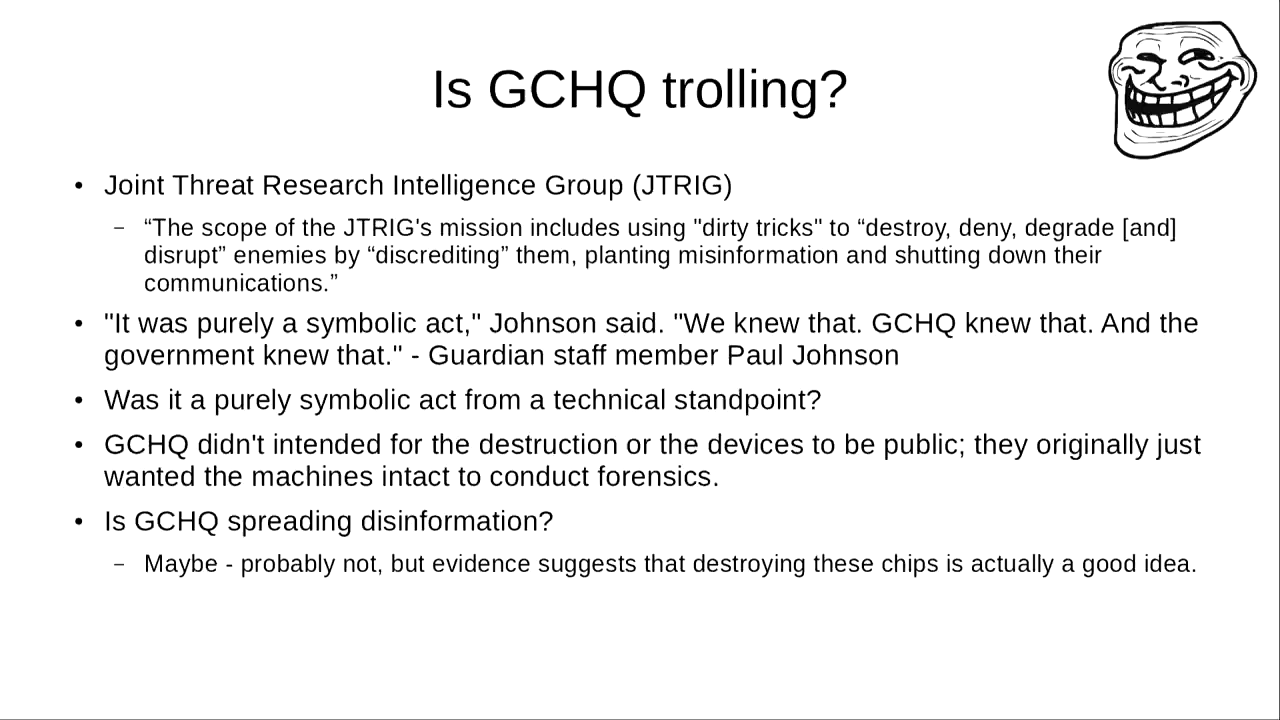 Is GCHQ trolling?
• Joint Threat Research Intelligence Group (JTRIG)
– “The scope of the JTRIG's mission includes using "dirty tricks" to “destroy, deny, degrade [and]
disrupt” enemies by “discrediting” them, planting misinformation and shutting down their
communications.”
• "It was purely a symbolic act," Johnson said. "We knew that. GCHQ knew that. And the
government knew that." - Guardian staff member Paul Johnson
• Was it a purely symbolic act from a technical standpoint?
• GCHQ didn't intended for the destruction or the devices to be public; they originally just
wanted the machines intact to conduct forensics.
• Is GCHQ spreading disinformation?
– Maybe - probably not, but evidence suggests that destroying these chips is actually a good idea.